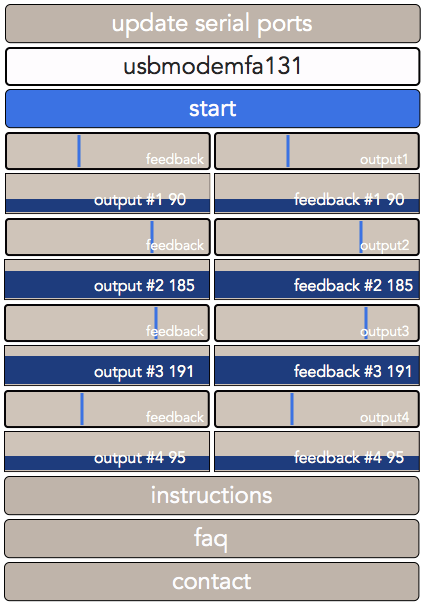 update serial ports
usbmodemfa131
start
feedback output1
output #1 90 feedback #1 90
feedback output2
output #2 185 feedback #2 185
feedback output3
output #3 191 feedback #3 191
feedback output4
output #4 95 feedback #4 95
instructions
faq
contact